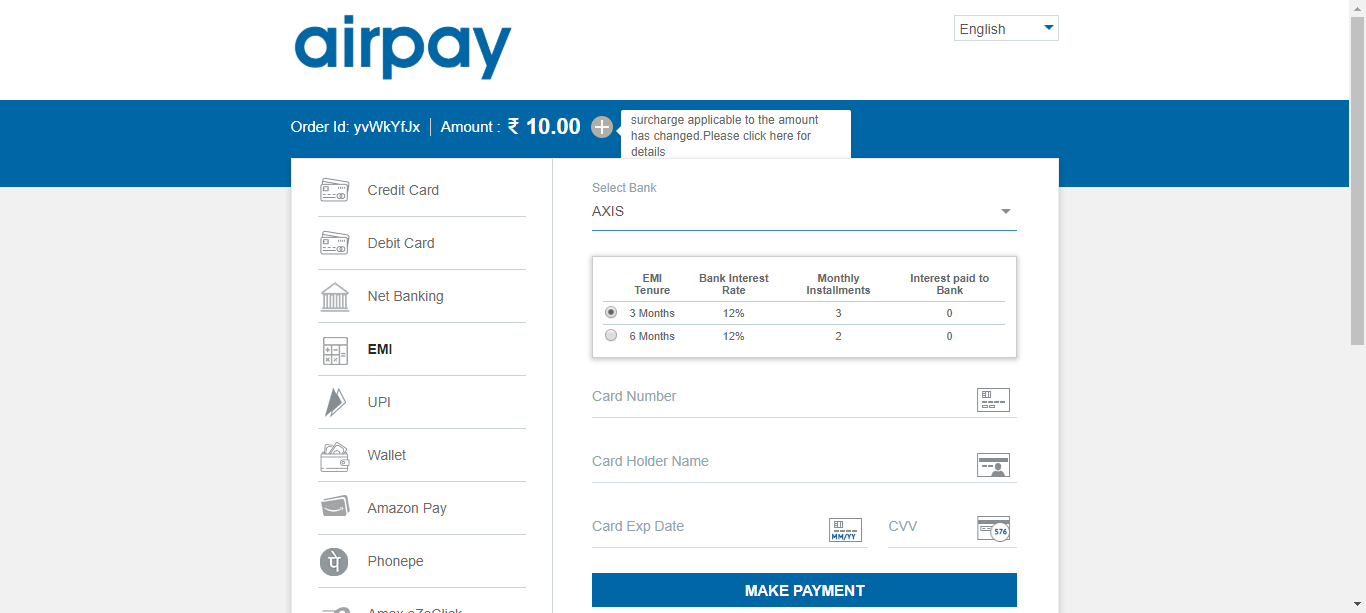 airpay
English
Order Id: yvWkYfJx | Amount : ₹ 10.00
surcharge applicable to the amount
has changed.Please click here for
details
Credit Card
Debit Card
Net Banking
EMI
UPI
Wallet
Amazon Pay
Phonepe
Amex eZeClick
Select Bank
AXIS
EMI Tenure Bank Interest Rate Monthly Installments Interest paid to Bank
3 Months 12% 3 0
6 Months 12% 2 0
Card Number
Card Holder Name
Card Exp Date MM/YY CVV 576
MAKE PAYMENT